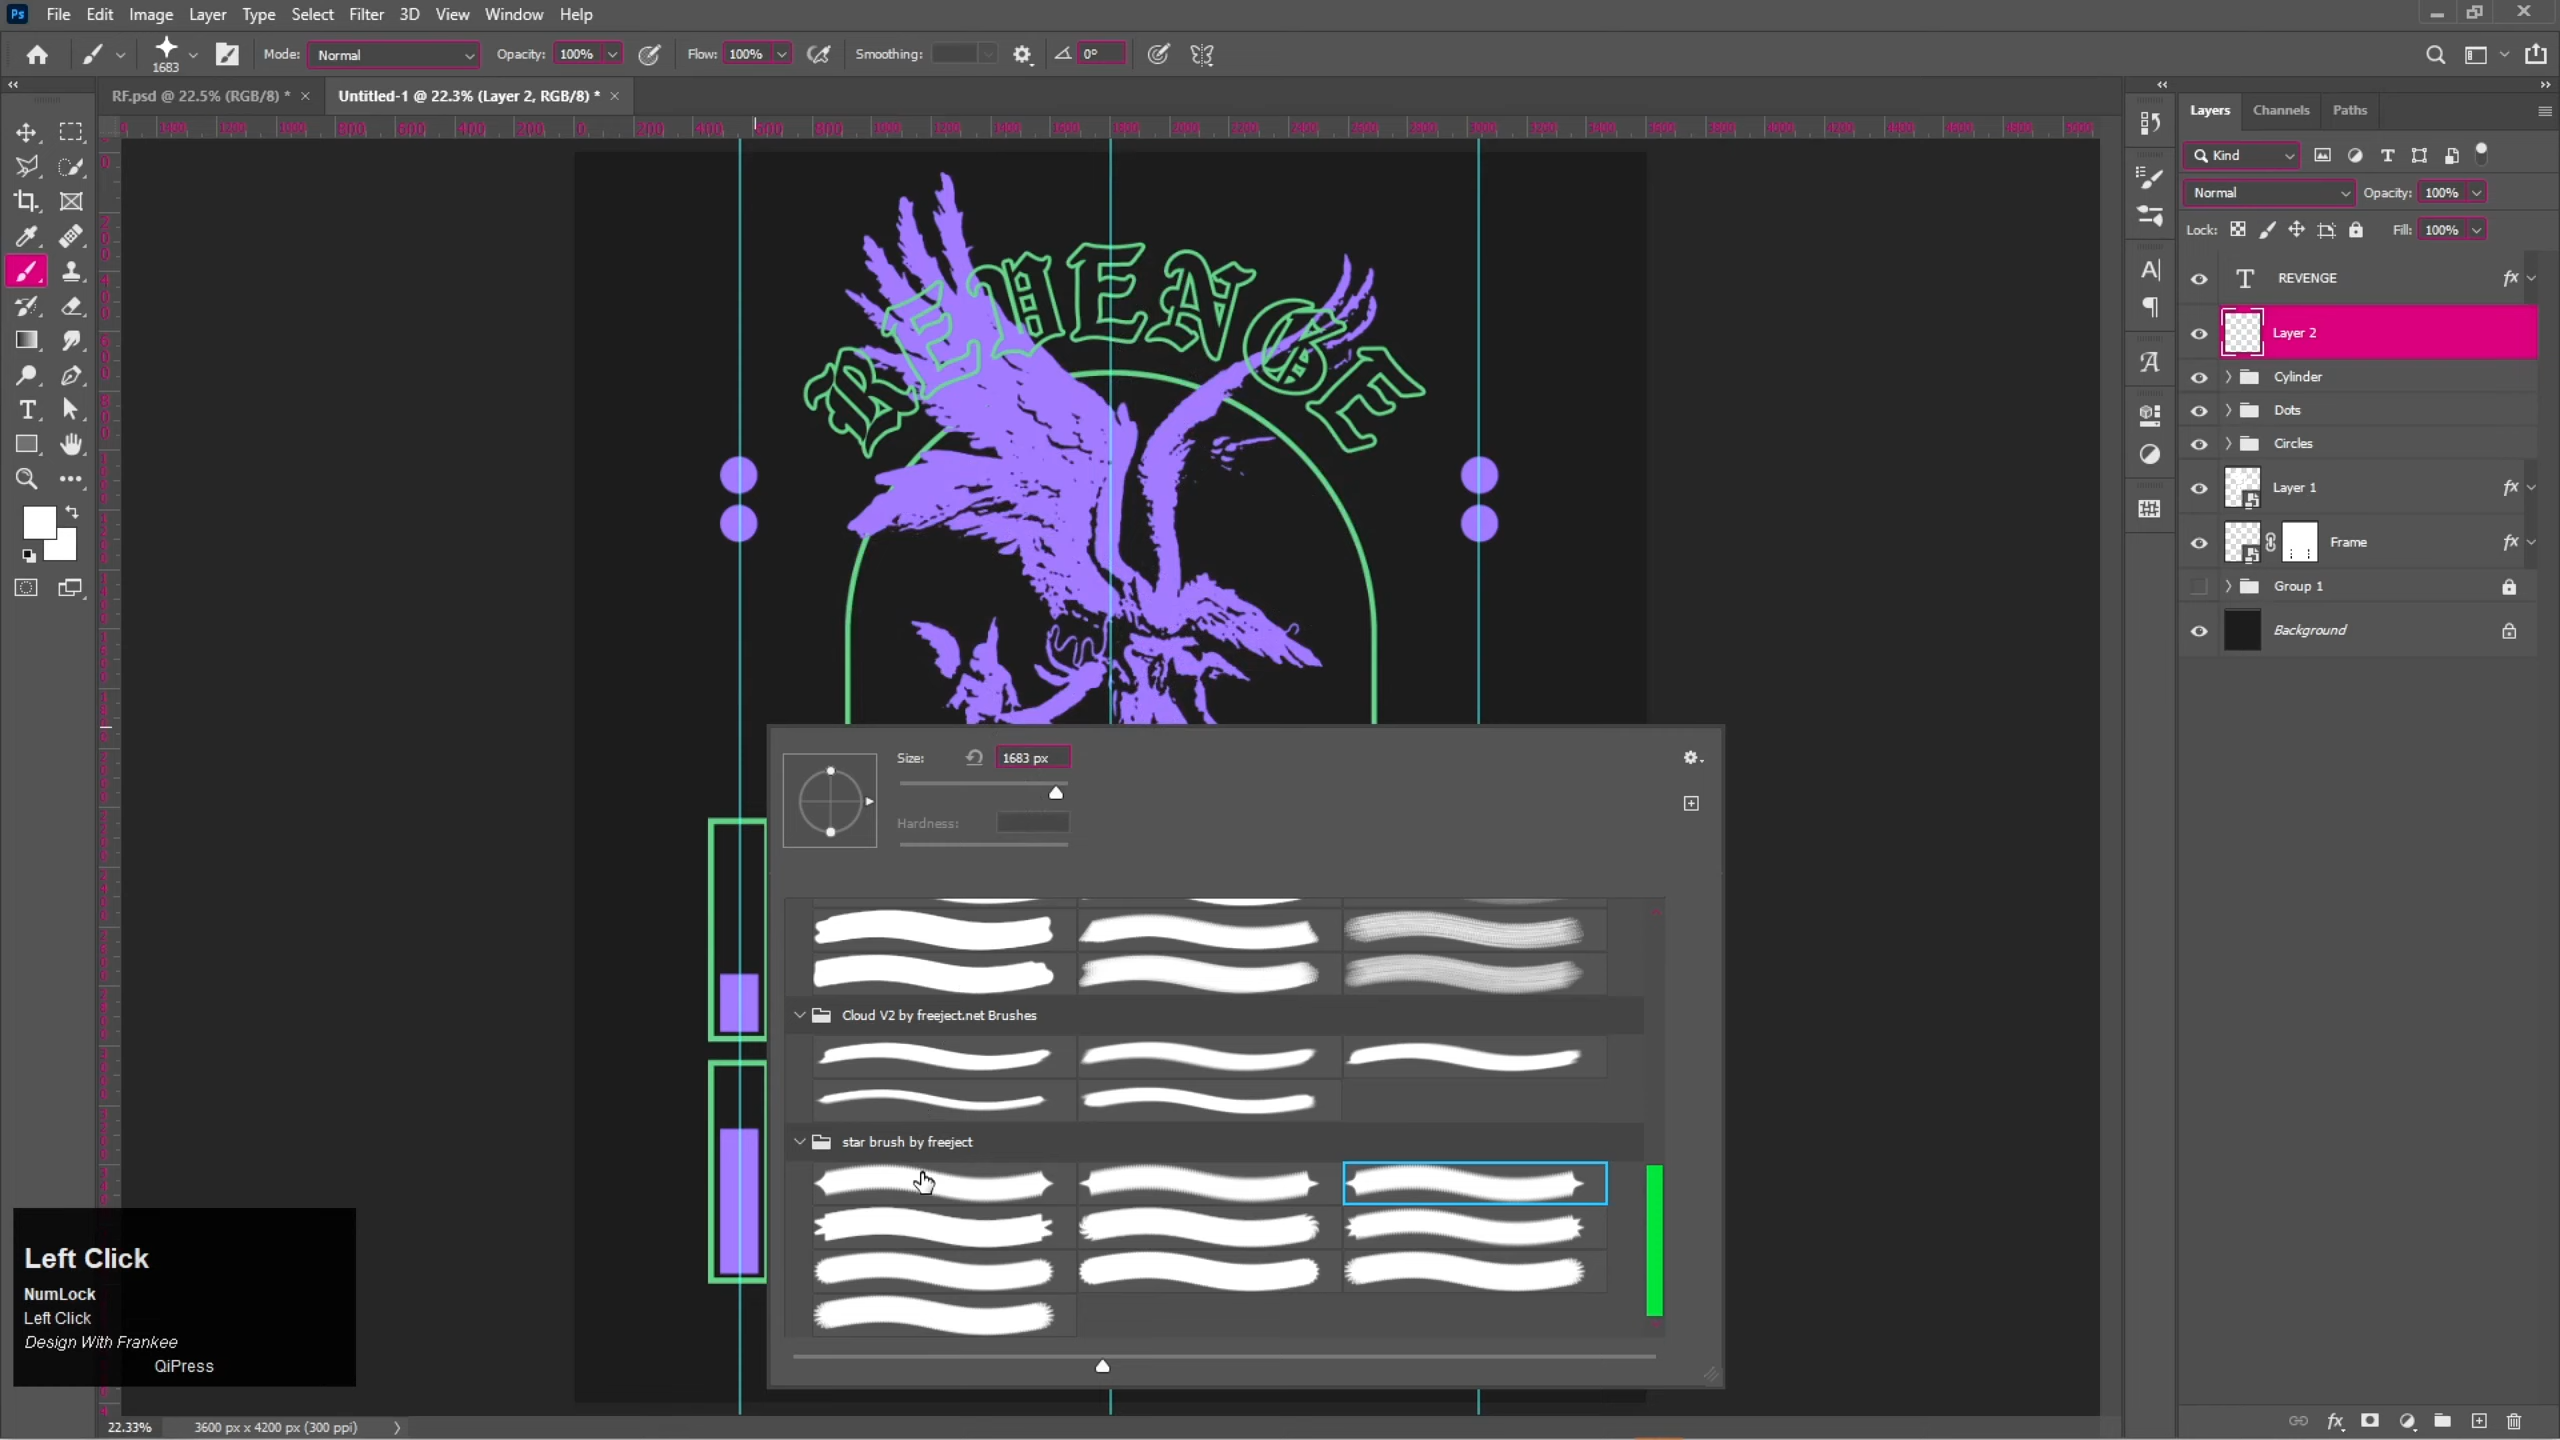 Ps File Edit Image Layer Type Select Filter 3D View Window Help
1683 Mode: Normal Opacity: 100% Flow: 100% Smoothing: 0°
RF.psd @ 22.5% (RGB/8) * × Untitled-1 @ 22.3% (Layer 2, RGB/8) * ×
Layers Channels Paths
Kind
Normal Opacity: 100%
Lock: Fill: 100%
T REVENGE fx
Layer 2
Cylinder
Dots
Circles
Layer 1 fx
Frame fx
Group 1
Background
REVENGE
Size: 1683 px
Hardness:
Cloud V2 by freeject.net Brushes
star brush by freeject
Left Click
NumLock
Left Click
Design With Frankee
QiPress
22.33% 3600 px x 4200 px (300 ppi)